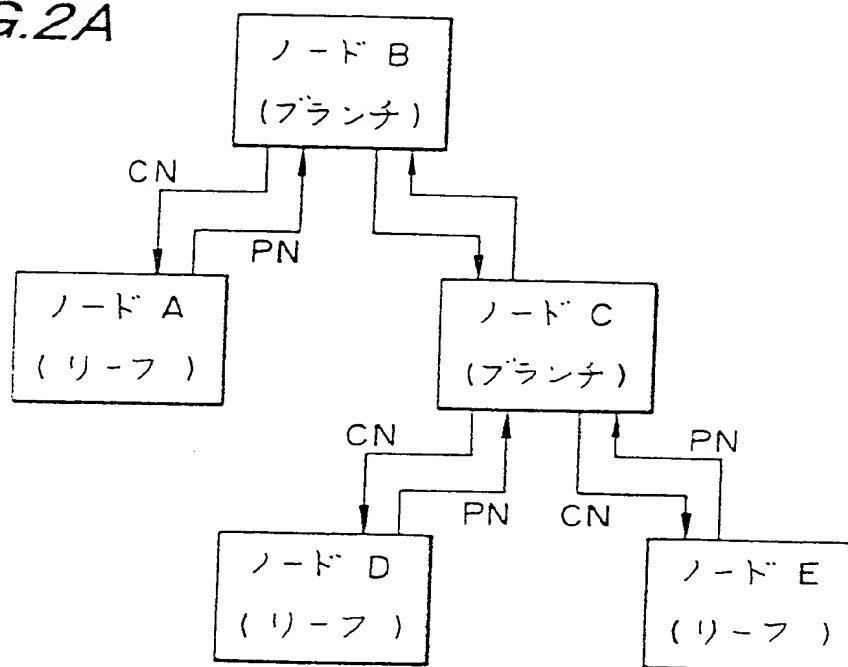 G.2A
ノード B
(ブランチ)
CN
PN
ノード A
(リーフ)
ノード C
(ブランチ)
CN
PN
PN
CN
ノード D
(リーフ)
ノード E
(リーフ)